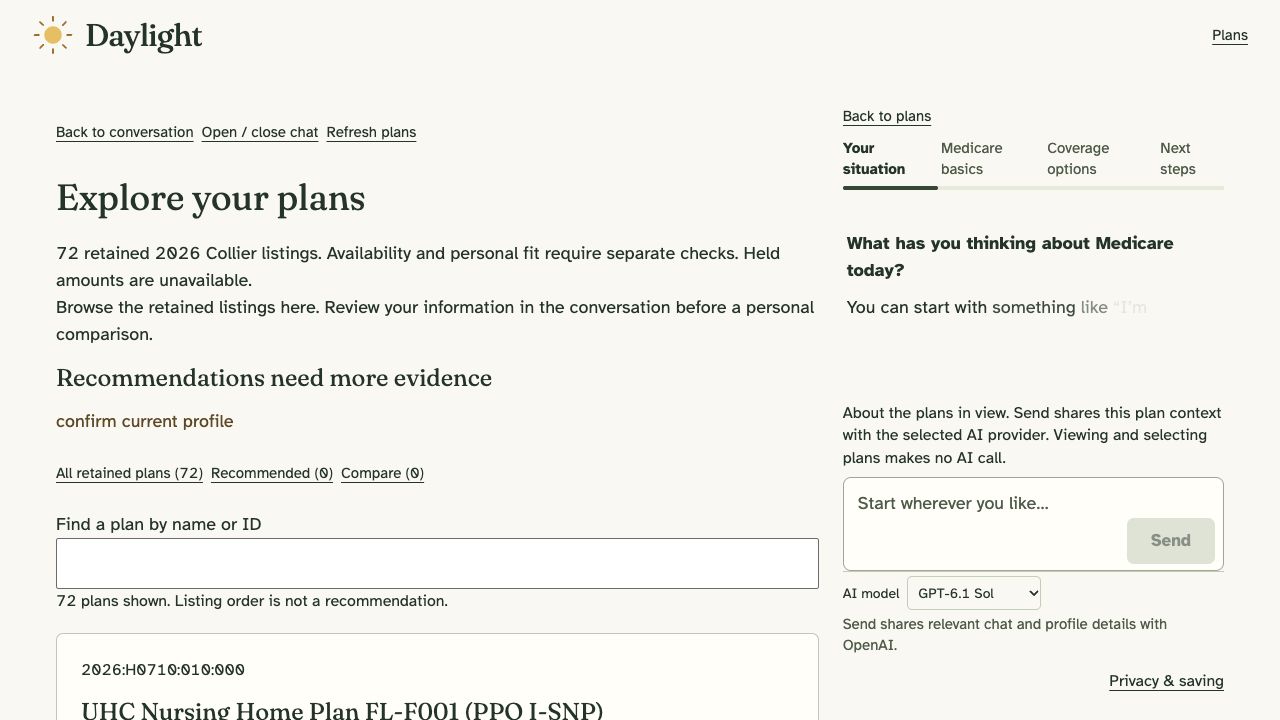 Daylight
Plans
Back to conversation Open / close chat Refresh plans
Explore your plans
72 retained 2026 Collier listings. Availability and personal fit require separate checks. Held
amounts are unavailable.
Browse the retained listings here. Review your information in the conversation before a personal
comparison.
Recommendations need more evidence
confirm current profile
All retained plans (72) Recommended (0) Compare (0)
Find a plan by name or ID
72 plans shown. Listing order is not a recommendation.
2026:H0710:010:000
UHC Nursing Home Plan FL-F001 (PPO I-SNP)
Back to plans
Your situation
Medicare basics
Coverage options
Next steps
What has you thinking about Medicare
today?
You can start with something like “I’m
About the plans in view. Send shares this plan context
with the selected AI provider. Viewing and selecting
plans makes no AI call.
Start wherever you like...
Send
AI model GPT-6.1 Sol
Send shares relevant chat and profile details with
OpenAI.
Privacy & saving